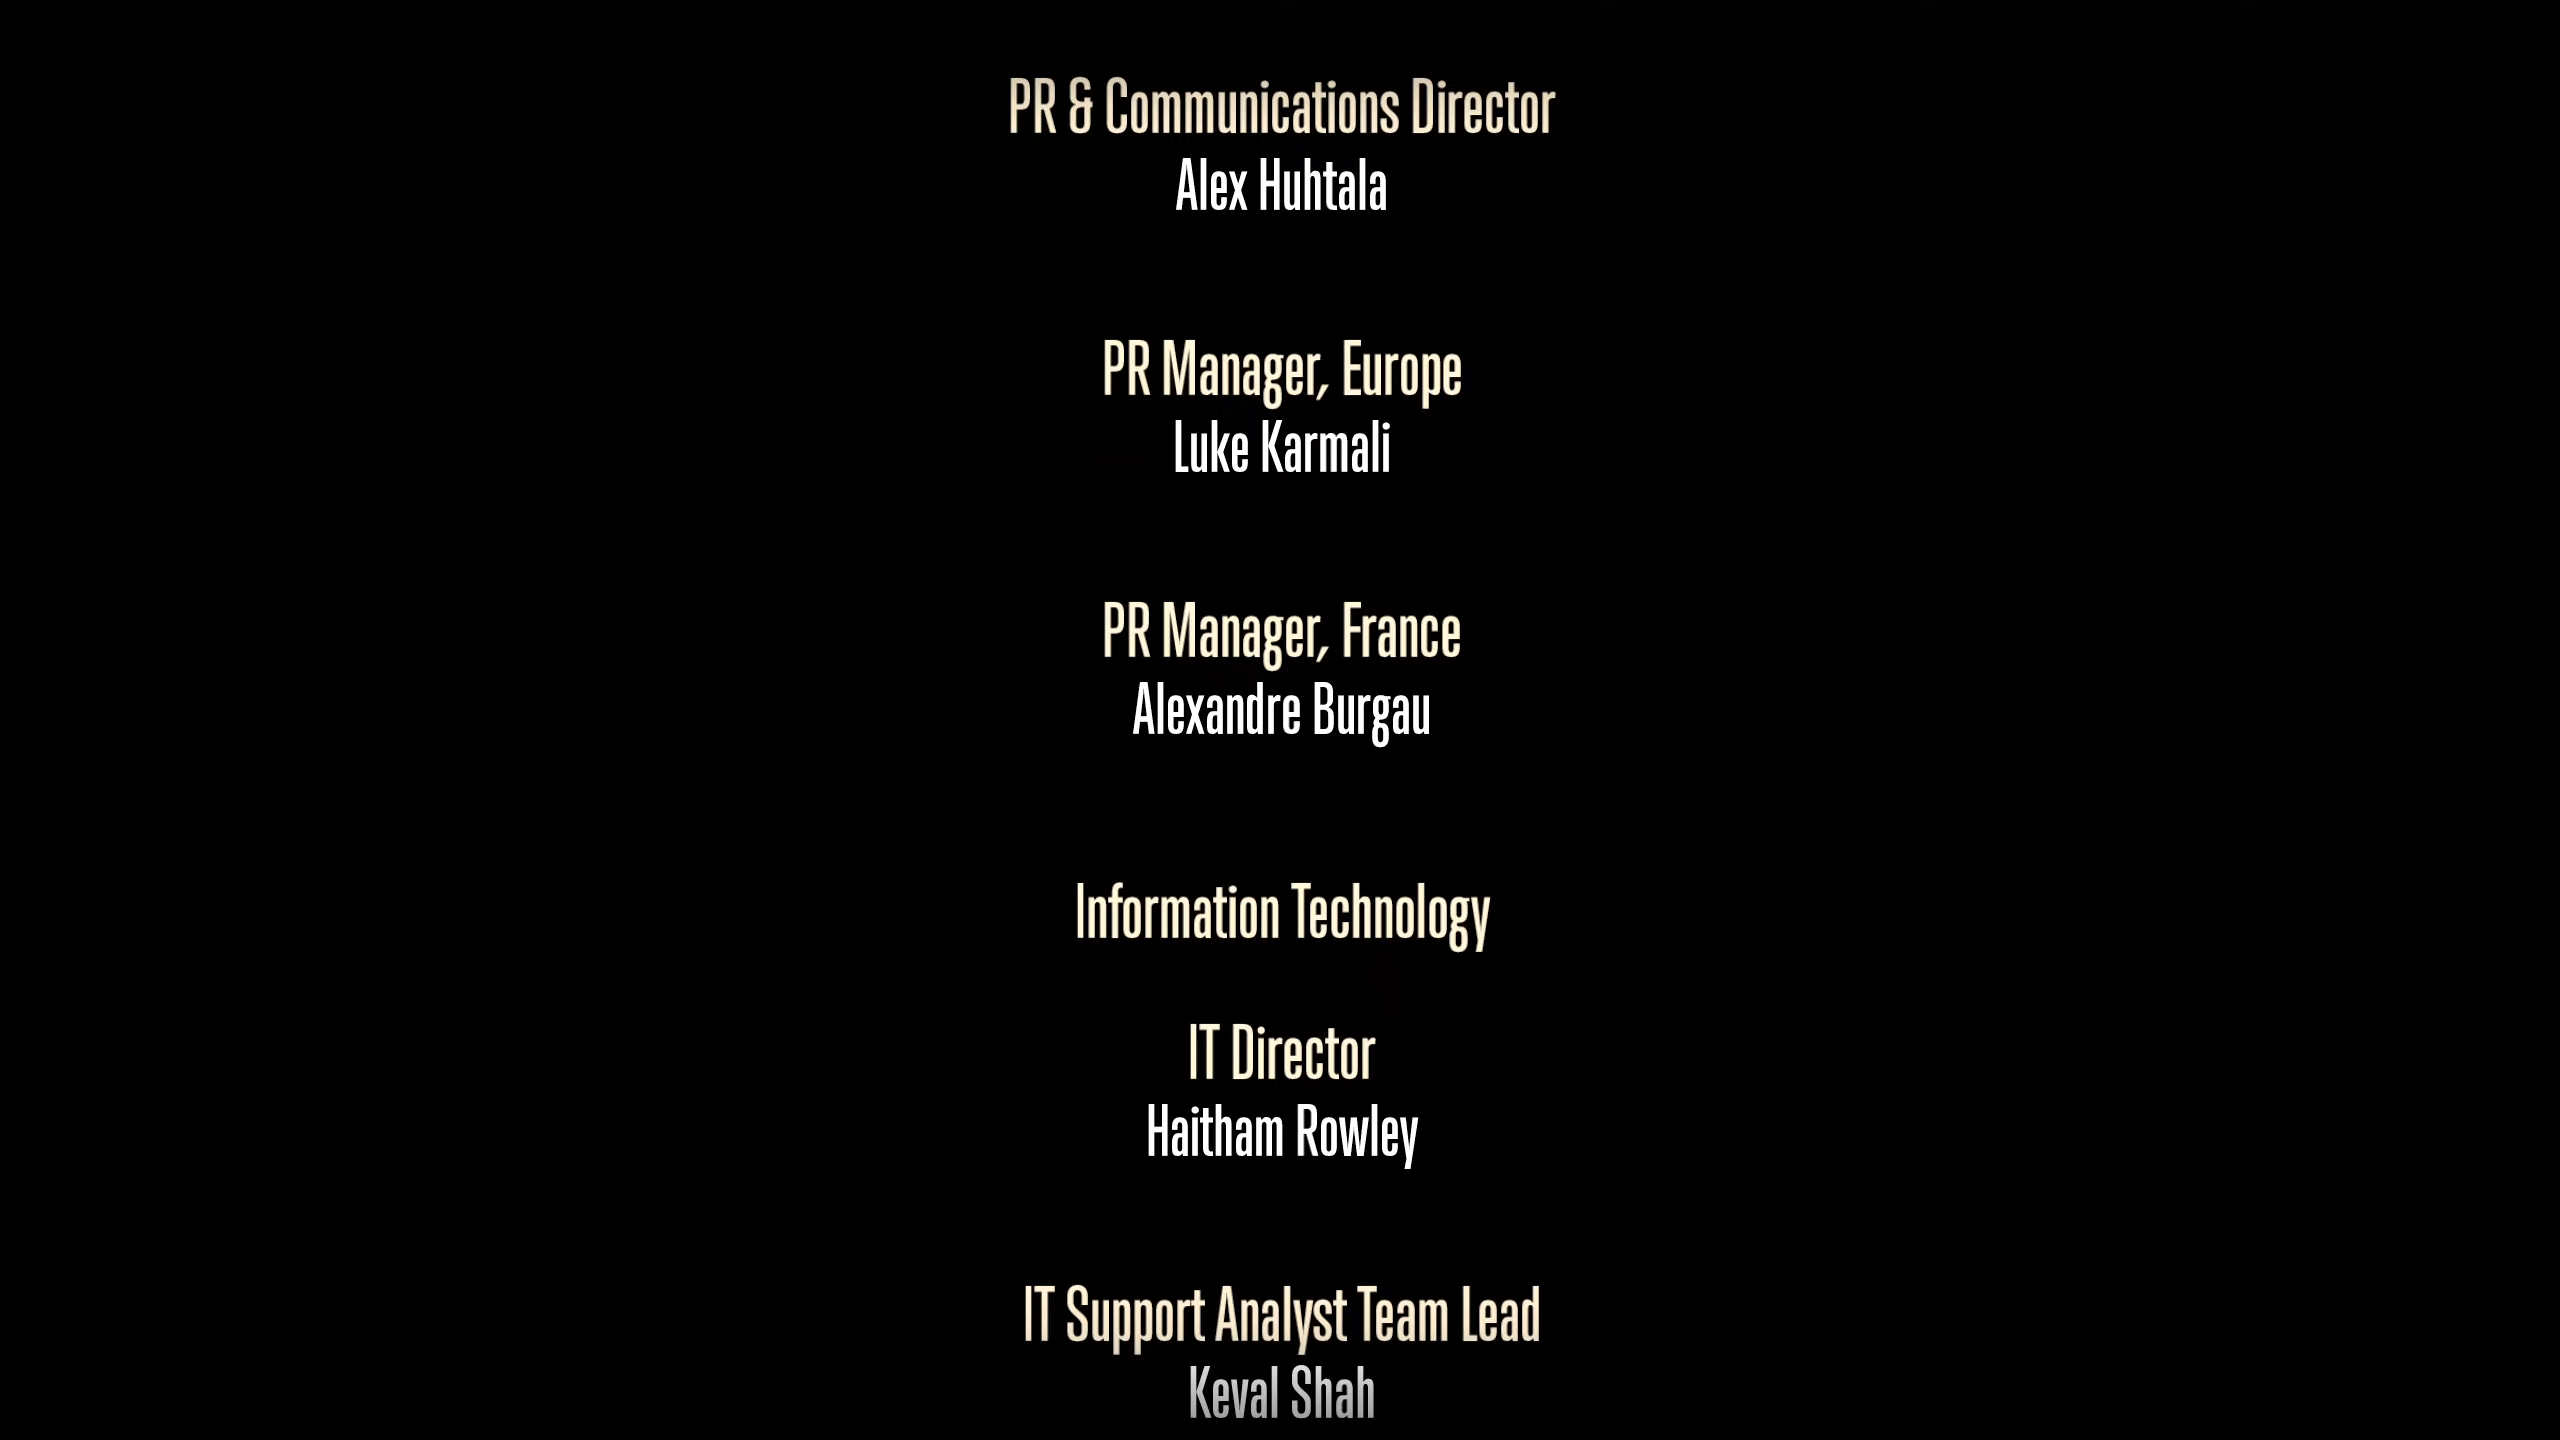 PR & Communications Director
Alex Huhtala
PR Manager, Europe
Luke Karmali
PR Manager, France
Alexandre Burgau
Information Technology
IT Director
Haitham Rowley
IT Support Analyst Team Lead
Keval Shah